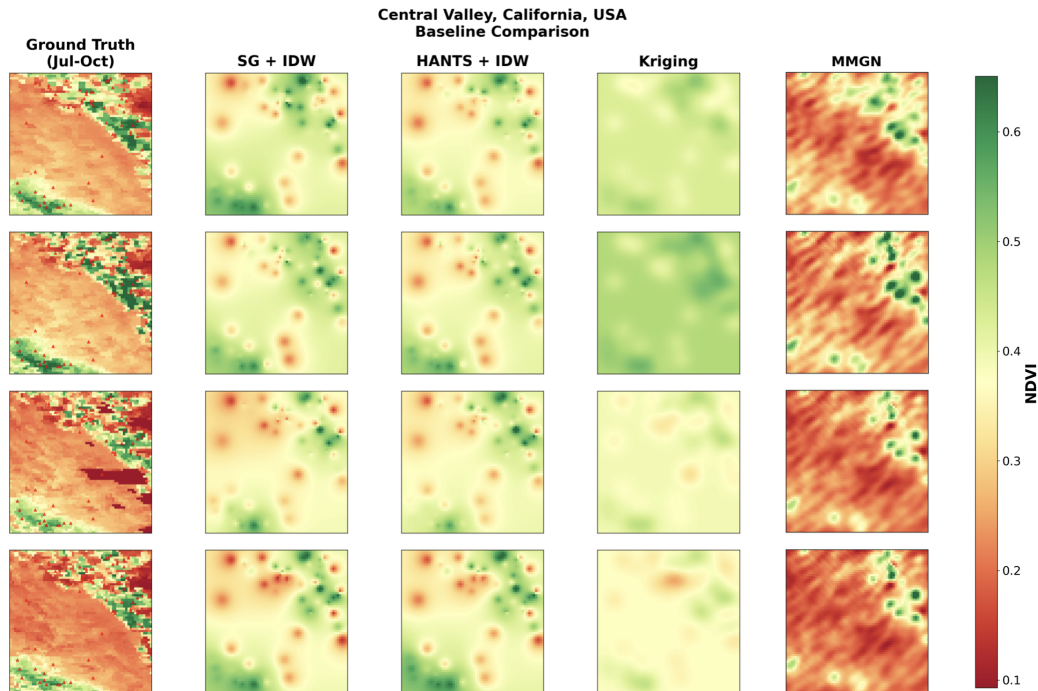 Central Valley, California, USA
Baseline Comparison
Ground Truth
(Jul-Oct)
SG + IDW
HANTS + IDW
Kriging
MMGN
0.6
0.5
0.4
0.3
0.2
0.1
NDVI